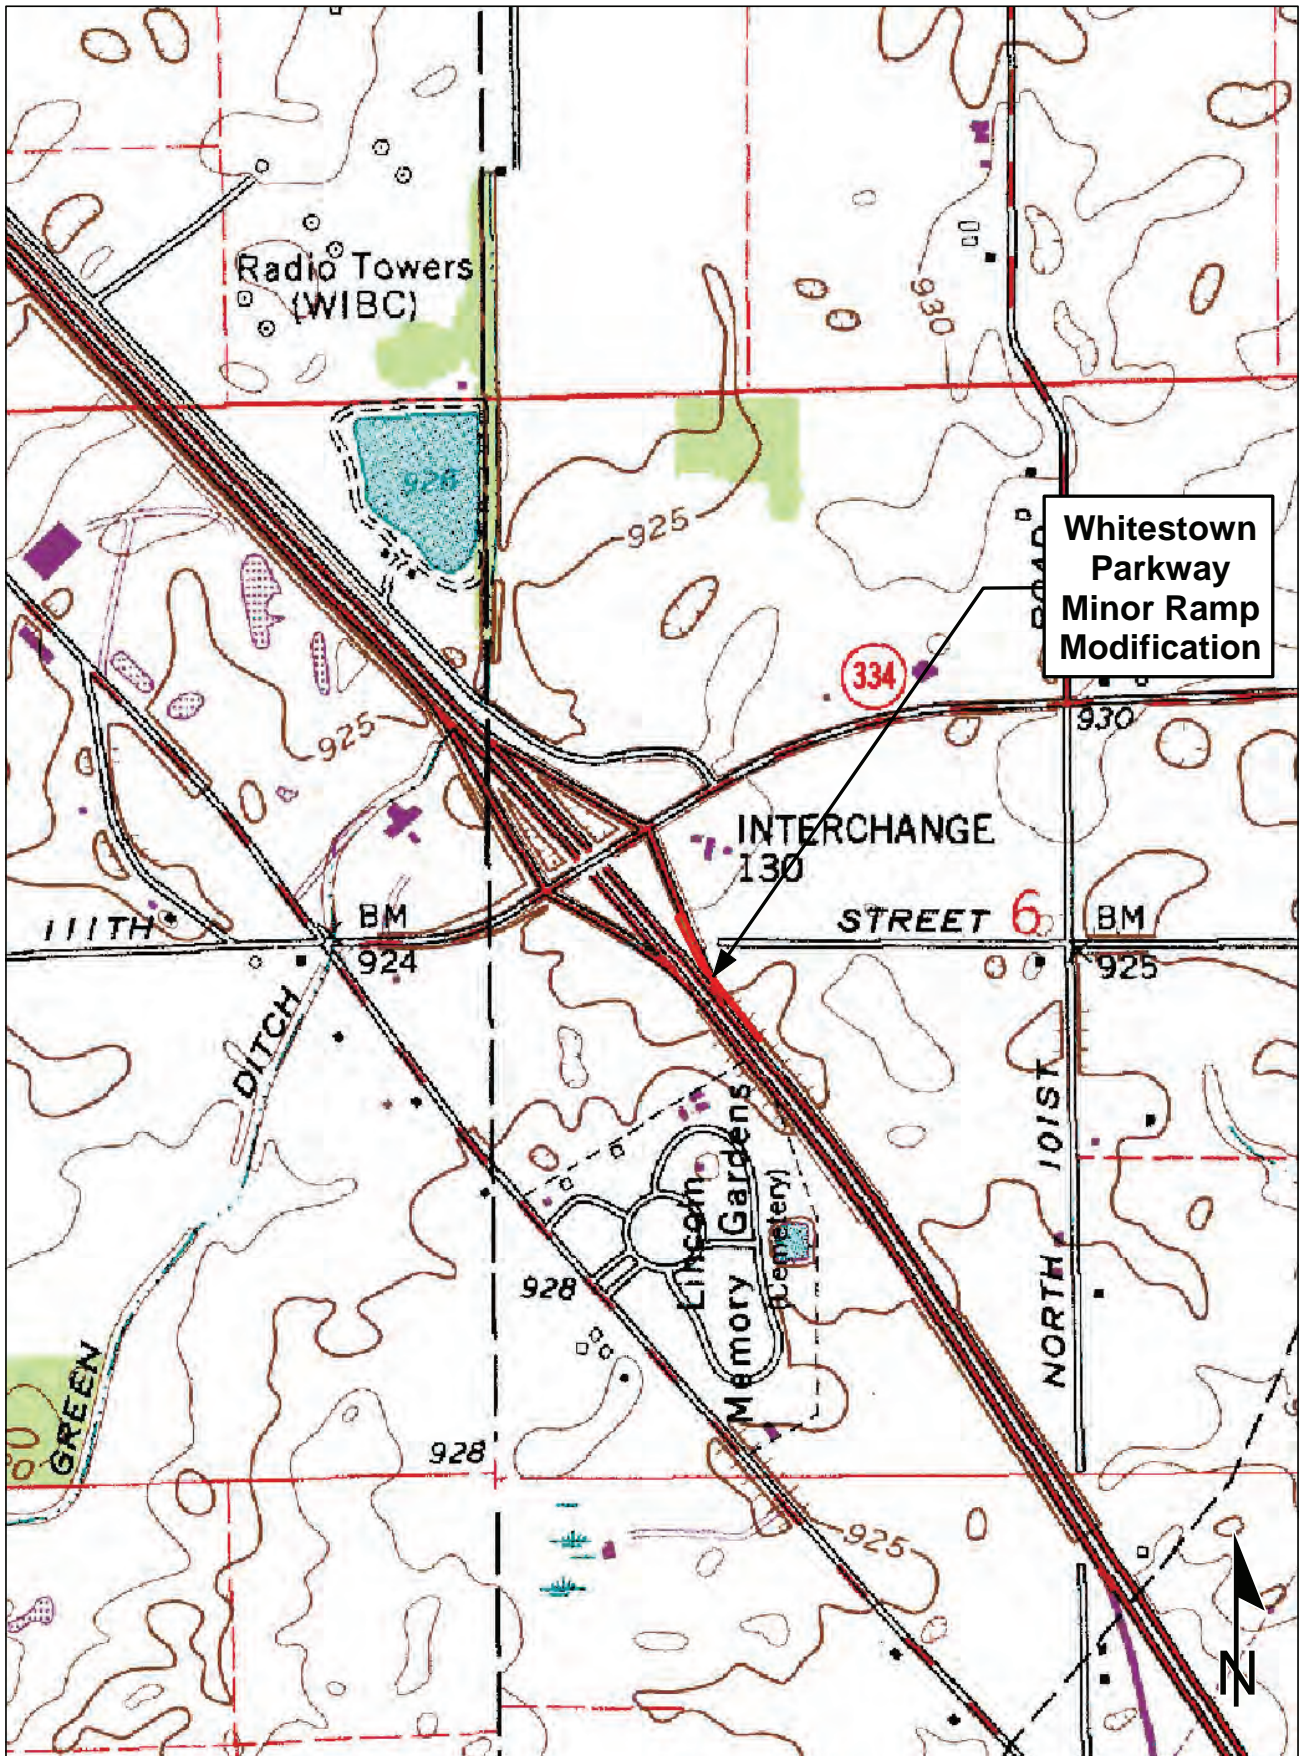 Radio Towers
(WIBC)
930
926
925
Whitestown
Parkway
Minor Ramp
Modification
334
925
930
INTERCHANGE
130
111TH
BM
924
STREET
6
BM
925
DITCH
NORTH 101ST
Lincoln
Memory Gardens
(Cemetery)
928
GREEN
928
925
N